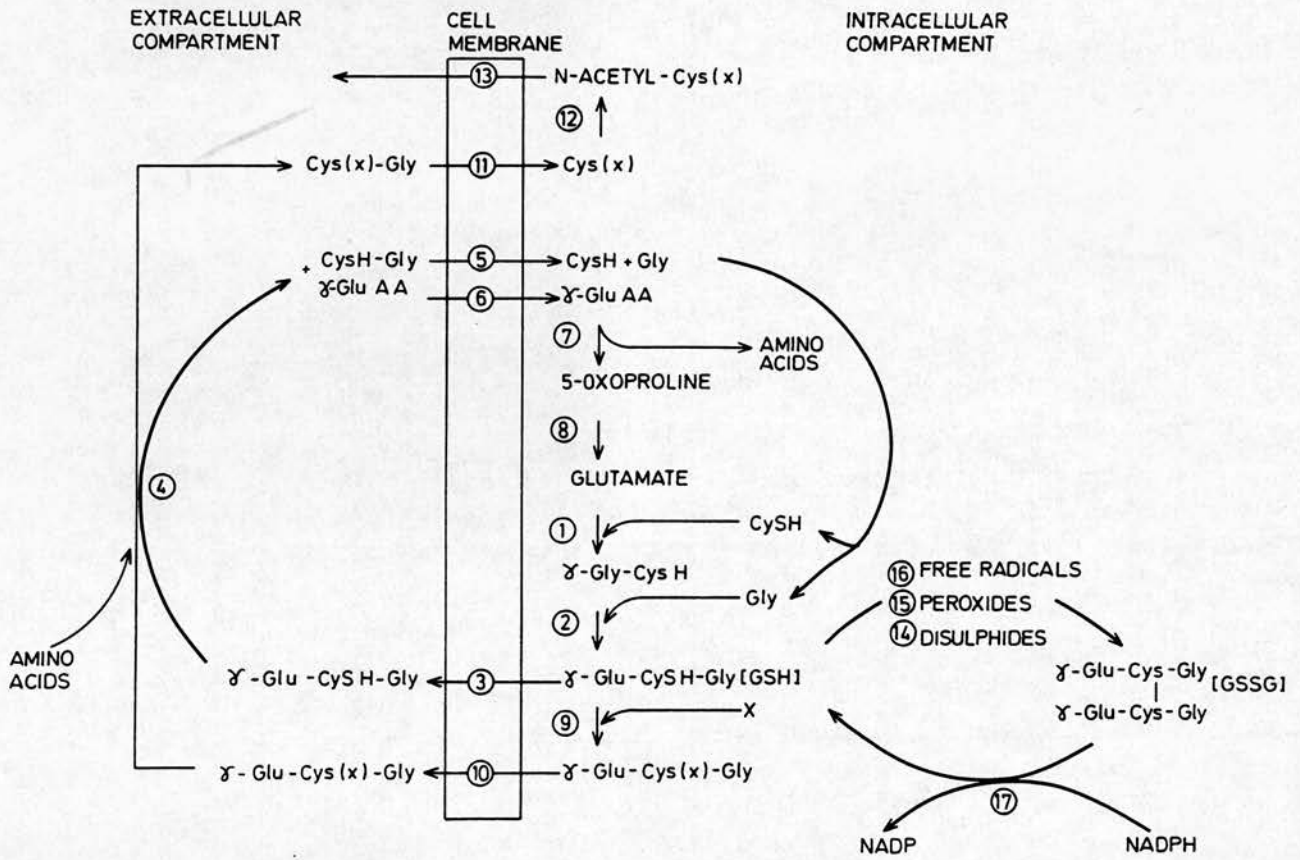 EXTRACELLULAR
COMPARTMENT
CELL
MEMBRANE
INTRACELLULAR
COMPARTMENT
⑬ N-ACETYL-Cys(x)
⑫
Cys(x)-Gly ⑪ Cys(x)
+ CysH-Gly ⑤ CysH + Gly
γ-Glu AA ⑥ γ-Glu AA
⑦ AMINO
ACIDS
5-OXOPROLINE
⑧
GLUTAMATE
④
① CySH
γ-Gly-Cys H
② Gly
⑯ FREE RADICALS
⑮ PEROXIDES
⑭ DISULPHIDES
AMINO
ACIDS
γ-Glu-CySH-Gly ③ γ-Glu-CySH-Gly[GSH]
γ-Glu-Cys-Gly
|
γ-Glu-Cys-Gly
[GSSG]
⑨ X
γ-Glu-Cys(x)-Gly ⑩ γ-Glu-Cys(x)-Gly
⑰
NADP NADPH